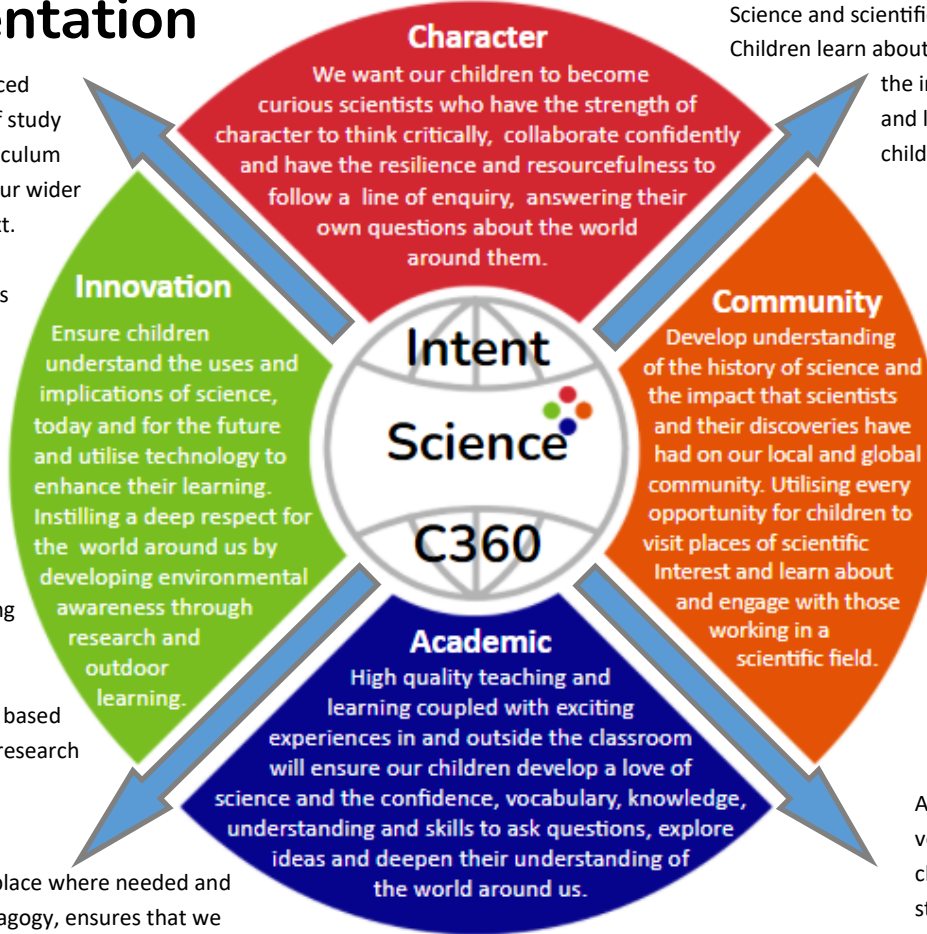 entation
ced
f study
culum
ur wider
t.
s
ng
based
research
place where needed and
agogy, ensures that we
Character
We want our children to become
curious scientists who have the strength of
character to think critically, collaborate confidently
and have the resilience and resourcefulness to
follow a line of enquiry, answering their
own questions about the world
around them.
Science and scientifi
Children learn about
the i
and l
child
Innovation
Ensure children
understand the uses and
implications of science,
today and for the future
and utilise technology to
enhance their learning.
Instilling a deep respect for
the world around us by
developing environmental
awareness through
research and
outdoor
learning.
Intent
Science
C360
Community
Develop understanding
of the history of science and
the impact that scientists
and their discoveries have
had on our local and global
community. Utilising every
opportunity for children to
visit places of scientific
Interest and learn about
and engage with those
working in a
scientific field.
Academic
High quality teaching and
learning coupled with exciting
experiences in and outside the classroom
will ensure our children develop a love of
science and the confidence, vocabulary, knowledge,
understanding and skills to ask questions, explore
ideas and deepen their understanding of
the world around us.
A
v
cl
st